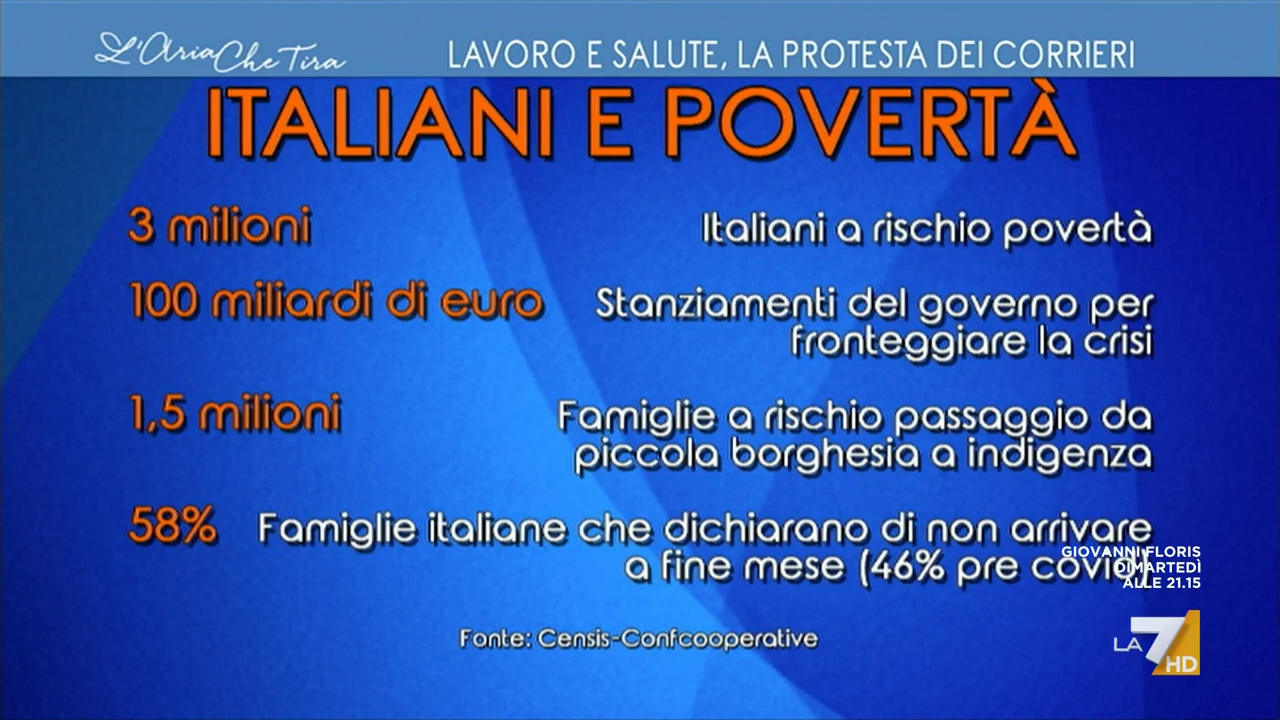 L'Aria Che Tira
LAVORO E SALUTE, LA PROTESTA DEI CORRIERI
ITALIANI E POVERTÀ
3 milioni
Italiani a rischio povertà
100 miliardi di euro
Stanziamenti del governo per
fronteggiare la crisi
1,5 milioni
Famiglie a rischio passaggio da
piccola borghesia a indigenza
58%
Famiglie italiane che dichiarano di non arrivare
a fine mese (46% pre covid)
GIOVANNI FLORIS
DIMARTEDÌ
ALLE 21.15
Fonte: Censis-Confcooperative
LA7
HD